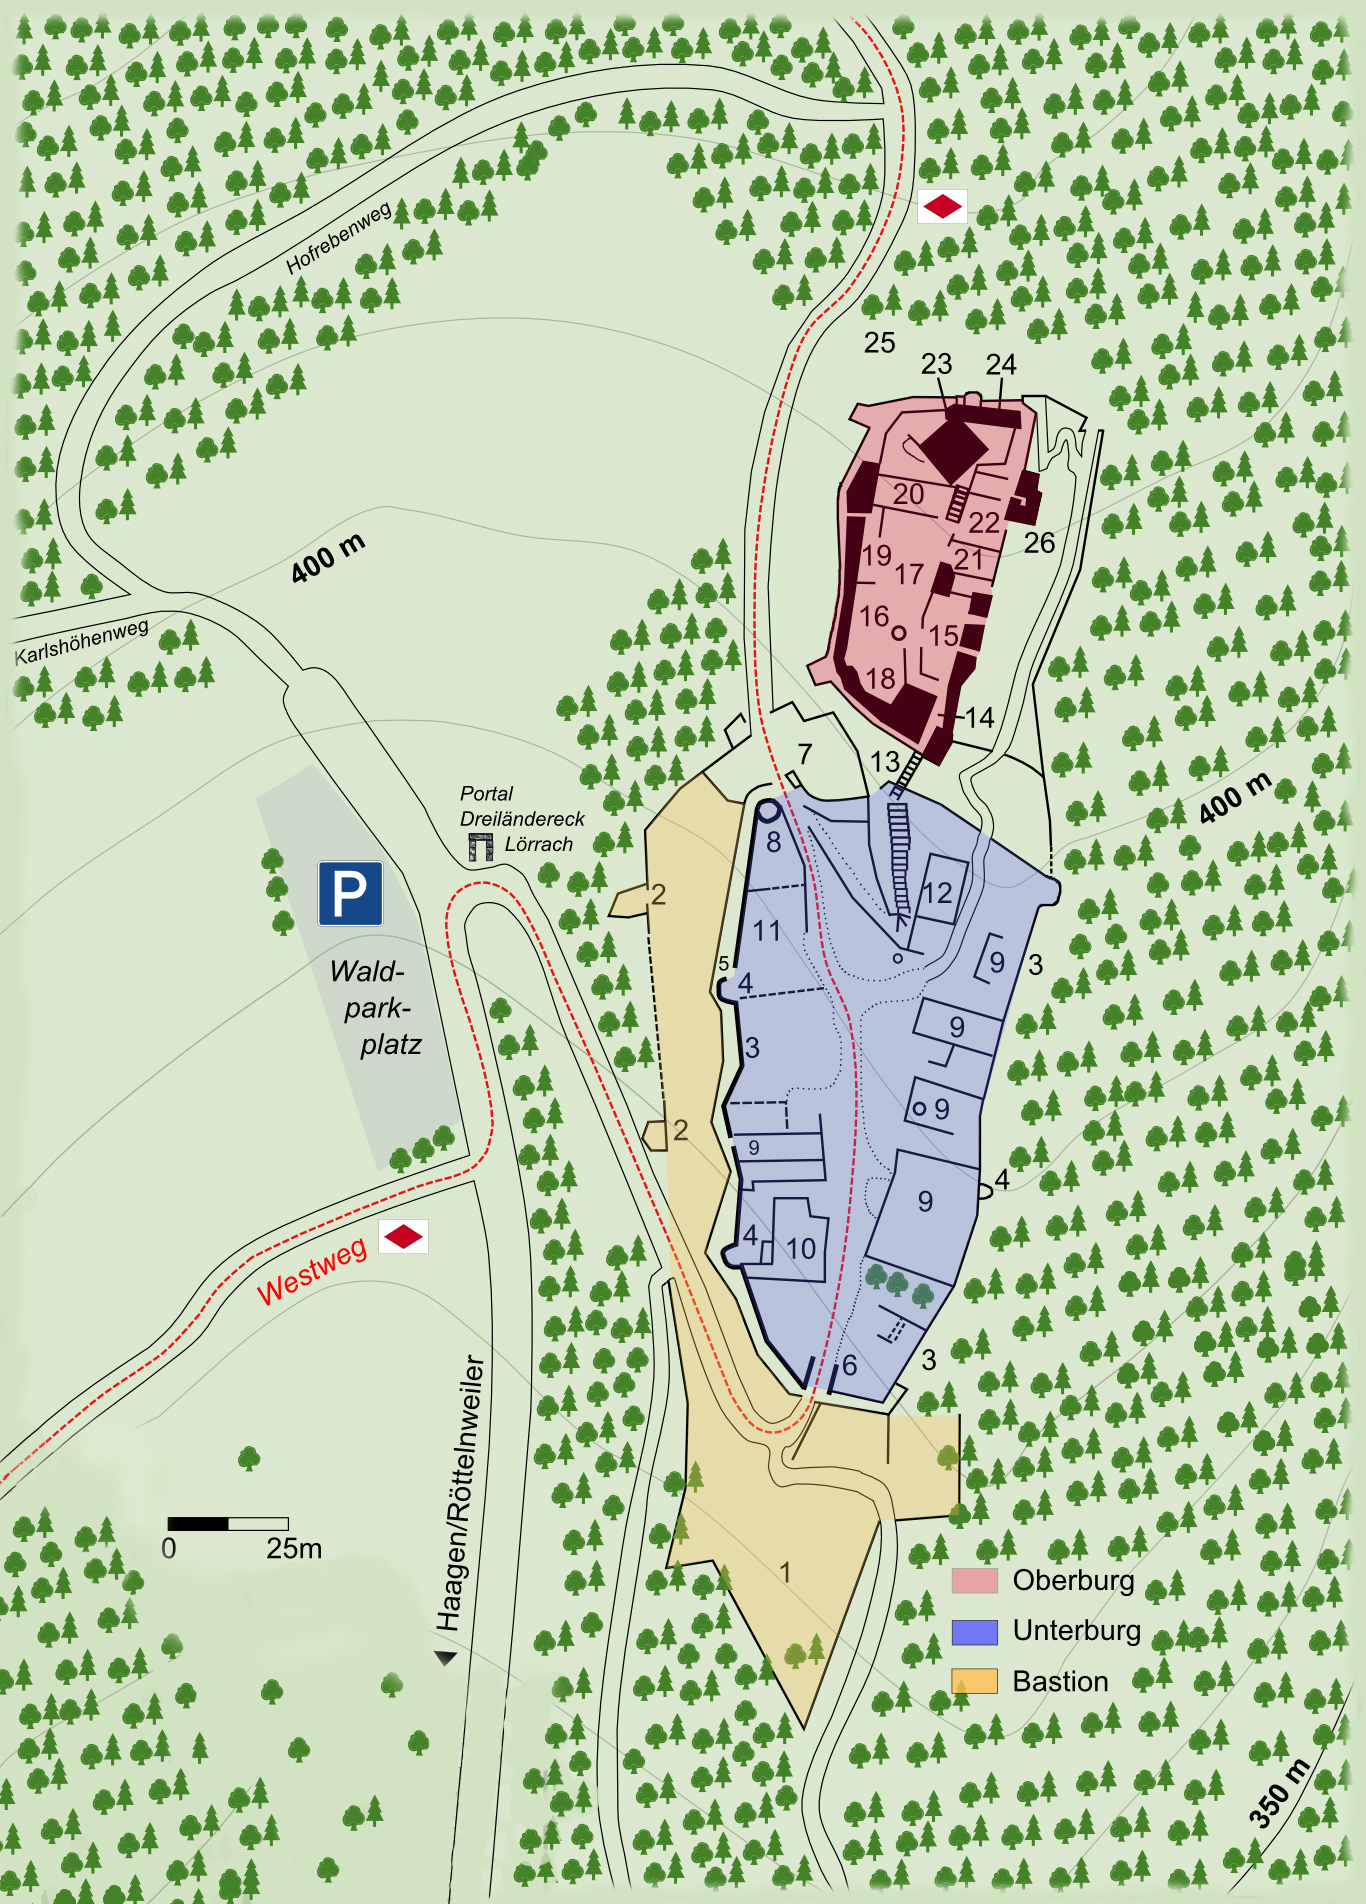 Hofrebenweg
25
23
24
20
22
26
19
17
21
16
15
18
14
400 m
Karlshöhenweg
7
13
400 m
Portal
Dreiländereck
Lörrach
8
2
12
P
11
9
3
5
4
Wald-
park-
platz
9
3
9
2
9
9
4
9
4
10
Westweg
6
3
Haagen/Röttelnweiler
0
25m
1
Oberburg
Unterburg
Bastion
350 m